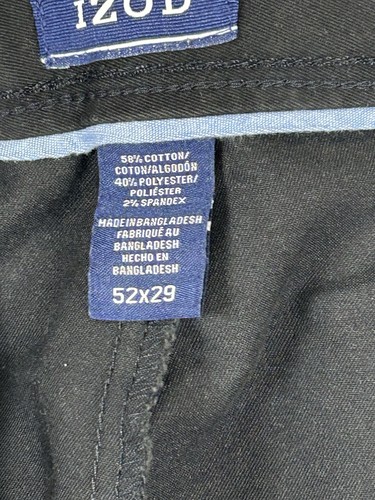 IZOD
58% COTTON/
COTON/ALGODÓN
40% POLYESTER/
POLIÉSTER
2% SPANDEX
MADE IN BANGLADESH
FABRIQUÉ AU
BANGLADESH
HECHO EN
BANGLADESH
52x29